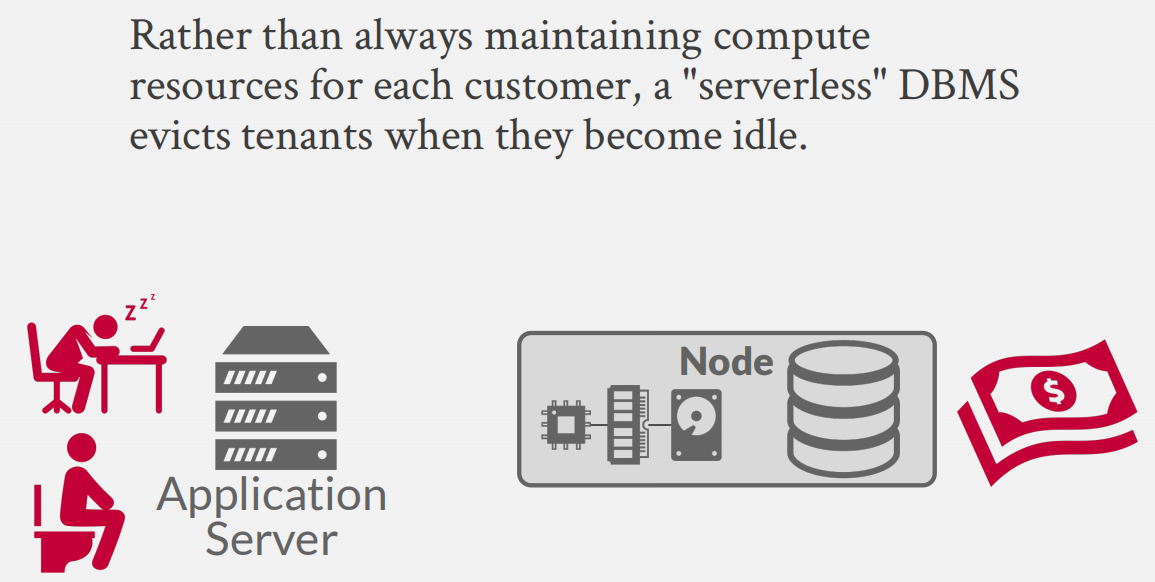 Rather than always maintaining compute
resources for each customer, a "serverless" DBMS
evicts tenants when they become idle.
z z z
Application
Server
Node
$